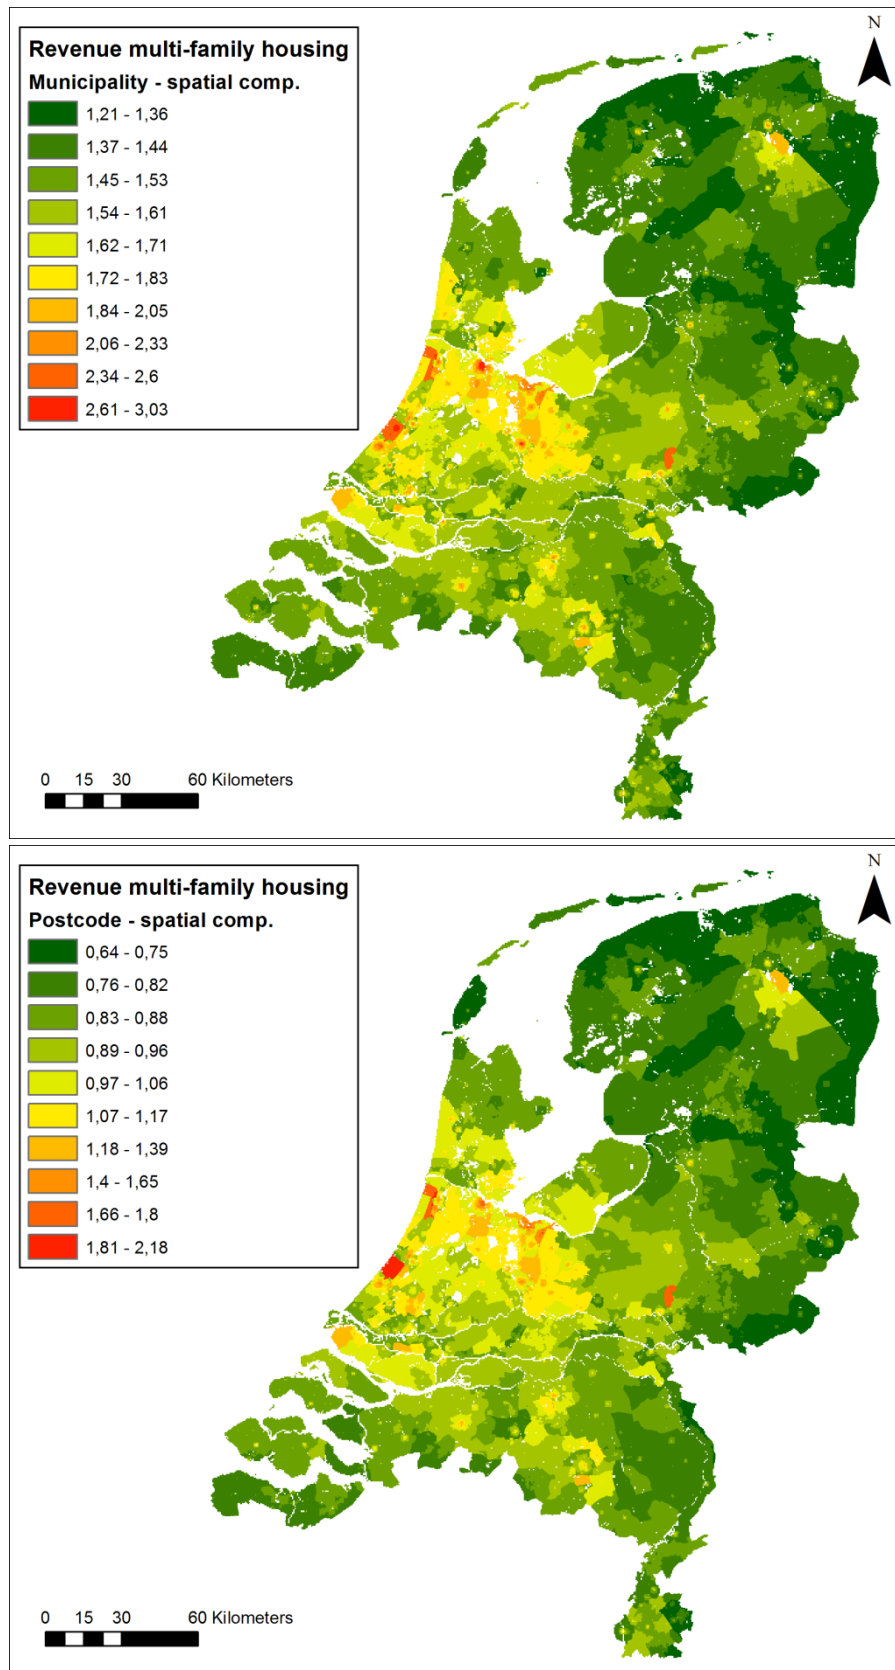 Revenue multi-family housing
N
Municipality - spatial comp.
1,21 - 1,36
1,37 - 1,44
1,45 - 1,53
1,54 - 1,61
1,62 - 1,71
1,72 - 1,83
1,84 - 2,05
2,06 - 2,33
2,34 - 2,6
2,61 - 3,03
0 15 30 60 Kilometers
Revenue multi-family housing
N
Postcode - spatial comp.
0,64 - 0,75
0,76 - 0,82
0,83 - 0,88
0,89 - 0,96
0,97 - 1,06
1,07 - 1,17
1,18 - 1,39
1,4 - 1,65
1,66 - 1,8
1,81 - 2,18
0 15 30 60 Kilometers